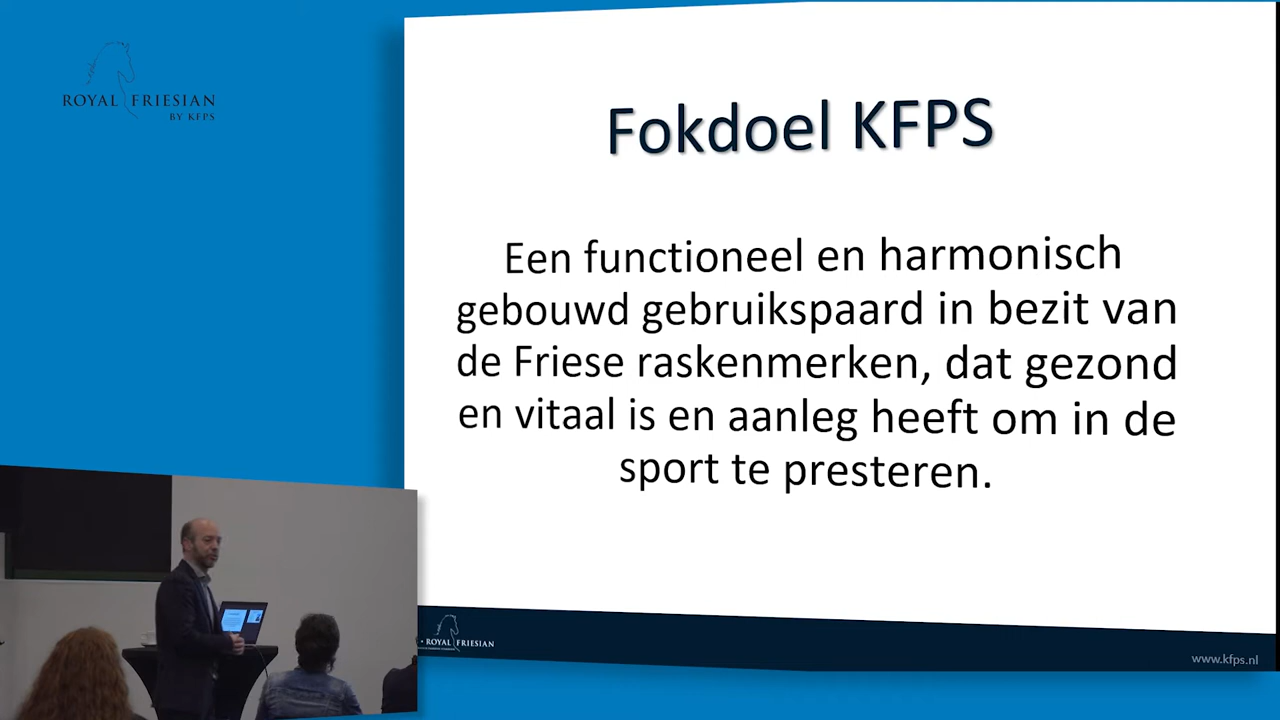 ROYAL FRIESIAN
BY KFPS
Fokdoel KFPS
Een functioneel en harmonisch
gebouwd gebruikspaard in bezit van
de Friese raskenmerken, dat gezond
en vitaal is en aanleg heeft om in de
sport te presteren.
ROYAL FRIESIAN
www.kfps.nl